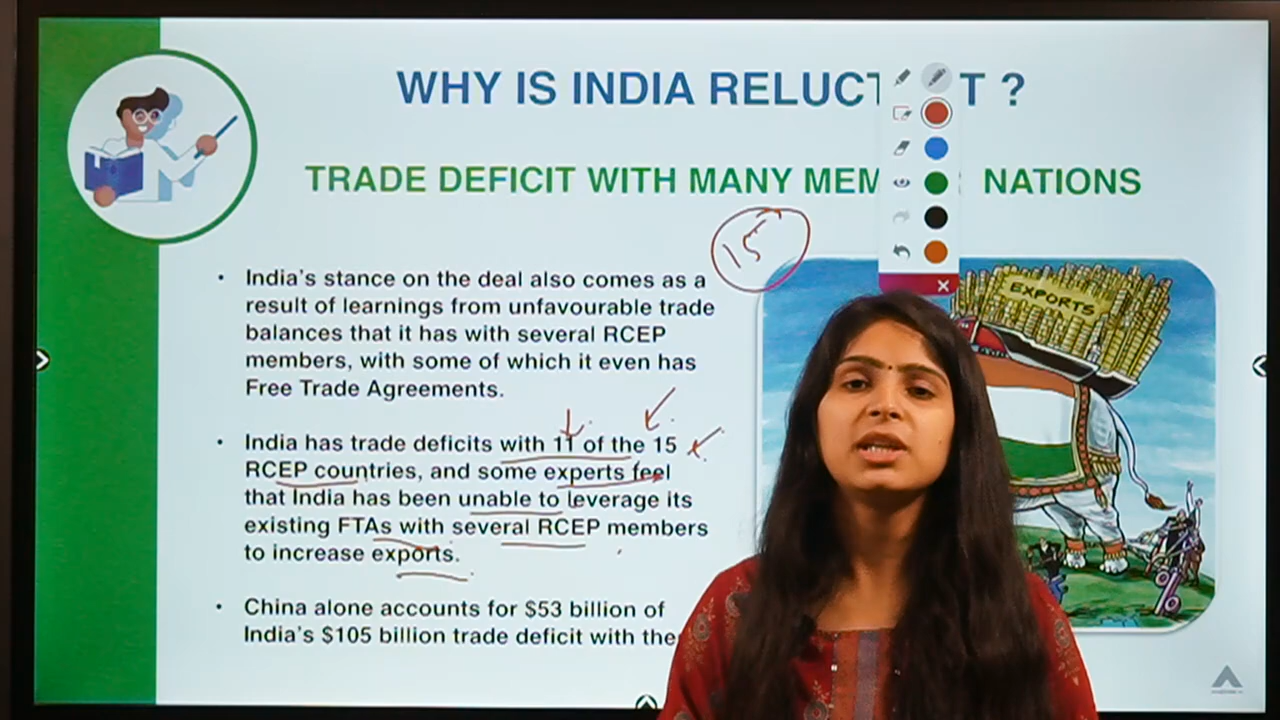 WHY IS INDIA RELUCT T ?
TRADE DEFICIT WITH MANY MEM NATIONS
15
• India's stance on the deal also comes as a
result of learnings from unfavourable trade
balances that it has with several RCEP
members, with some of which it even has
Free Trade Agreements.
• India has trade deficits with 11 of the 15
RCEP countries, and some experts feel
that India has been unable to leverage its
existing FTAs with several RCEP members
to increase exports.
• China alone accounts for $53 billion of
India's $105 billion trade deficit with the
EXPORTS